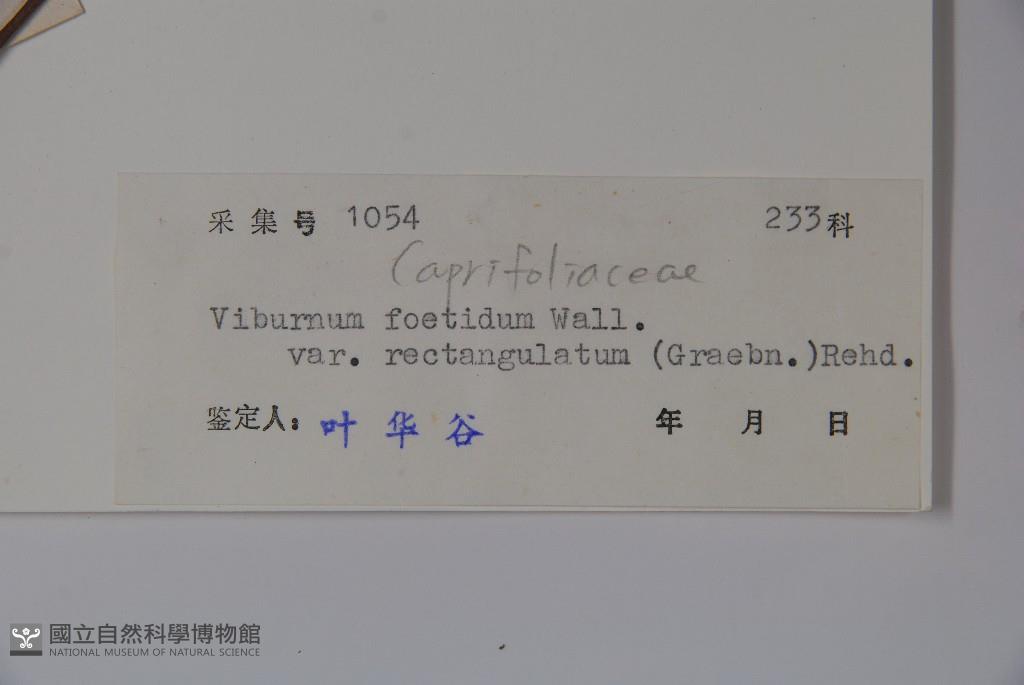 采集号 1054 233科
Caprifoliaceae
Viburnum foetidum Wall.
var. rectangulatum (Graebn.)Rehd.
鉴定人: 叶华谷 年 月 日
國立自然科學博物館
NATIONAL MUSEUM OF NATURAL SCIENCE